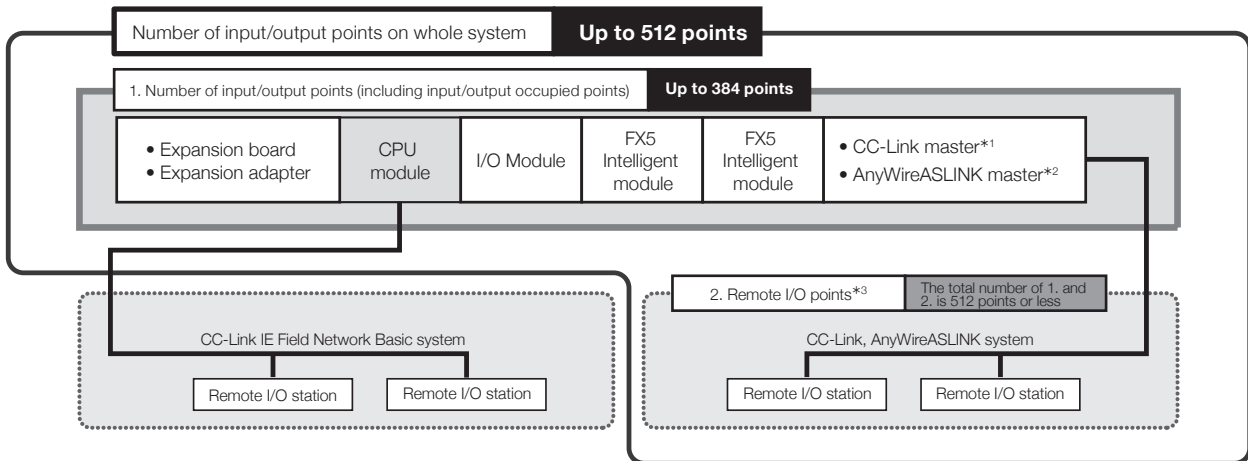 Number of input/output points on whole system
Up to 512 points
1. Number of input/output points (including input/output occupied points)
Up to 384 points
• Expansion board
• Expansion adapter
CPU
module
I/O Module
FX5
Intelligent
module
FX5
Intelligent
module
• CC-Link master*1
• AnyWireASLINK master*2
2. Remote I/O points*3
The total number of 1. and
2. is 512 points or less
CC-Link IE Field Network Basic system
Remote I/O station
Remote I/O station
CC-Link, AnyWireASLINK system
Remote I/O station
Remote I/O station